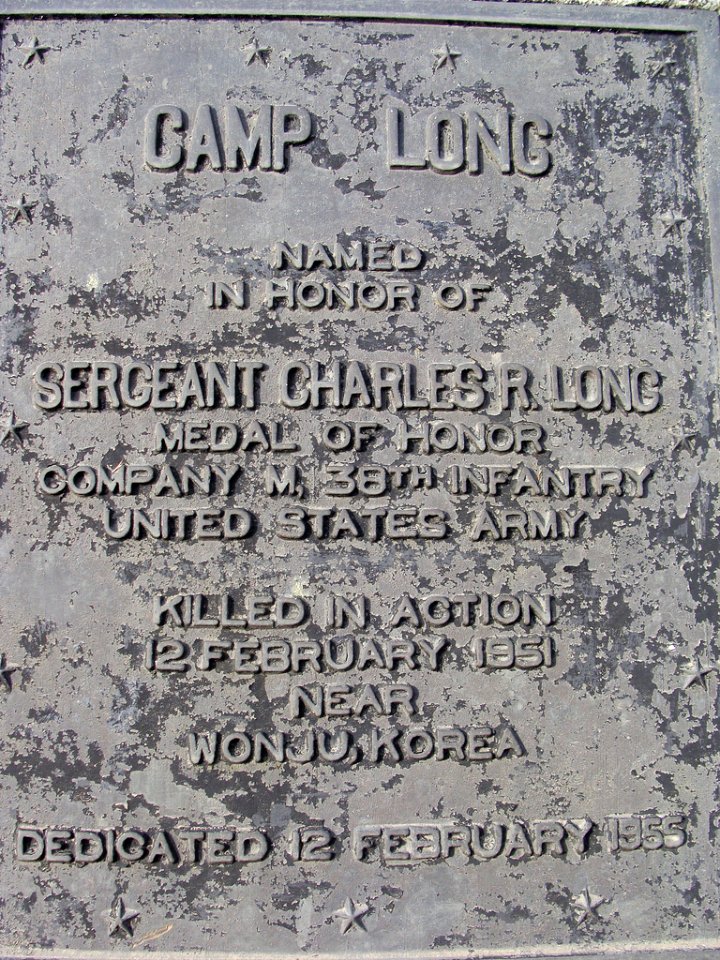 CAMP LONG
NAMED
IN HONOR OF
SERGEANT CHARLES R. LONG
MEDAL OF HONOR
COMPANY M, 38TH INFANTRY
UNITED STATES ARMY
KILLED IN ACTION
12 FEBRUARY 1951
NEAR
WONJU, KOREA
DEDICATED 12 FEBRUARY 1955